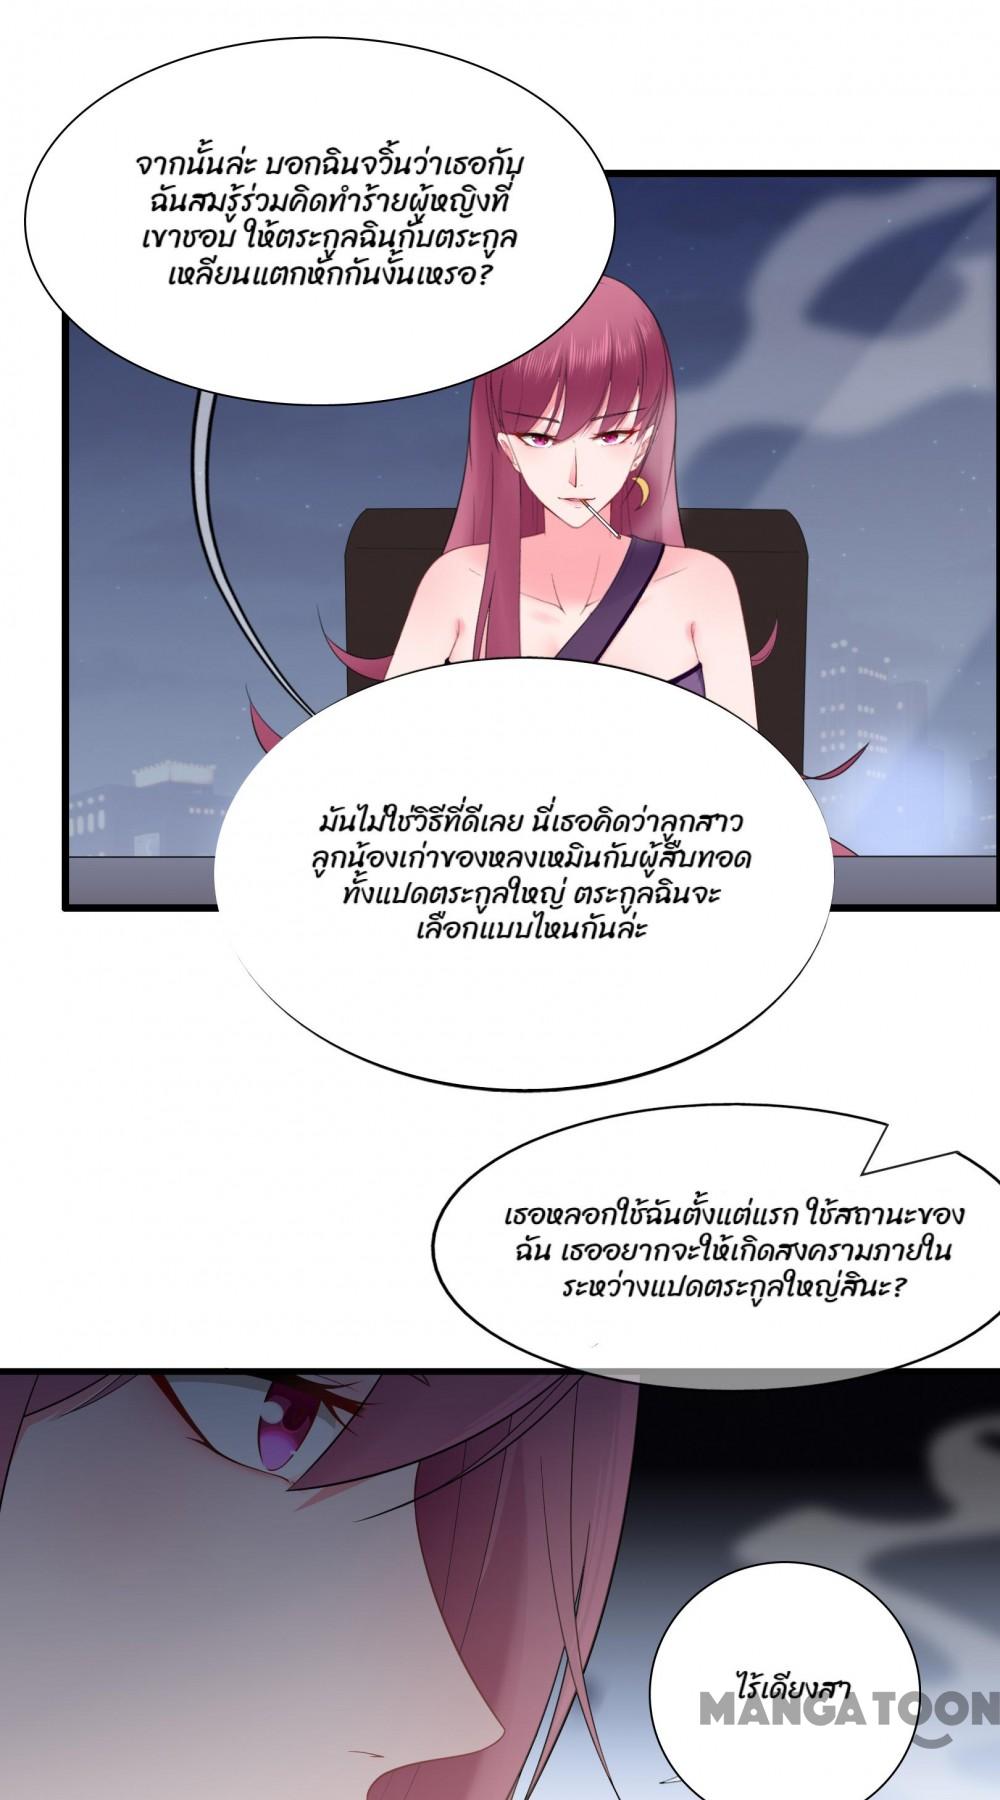 จากนั้นล่ะ บอกฉินจวิ้นว่าเธอกับ
ฉันสมรู้ร่วมคิดทำร้ายผู้หญิงที่
เขาชอบ ให้ตระกูลฉินกับตระกูล
เหลียนแตกหักกันงั้นเหรอ?
มันไม่ใช่วิธีที่ดีเลย นี่เธอคิดว่าลูกสาว
ลูกน้องเก่าของหลงเหมินกับผู้สืบทอด
ทั้งแปดตระกูลใหญ่ ตระกูลฉินจะ
เลือกแบบไหนกันล่ะ
เธอหลอกใช้ฉันตั้งแต่แรก ใช้สถานะของ
ฉัน เธออยากจะให้เกิดสงครามภายใน
ระหว่างแปดตระกูลใหญ่สินะ?
ไร้เดียงสา
MANGATOON